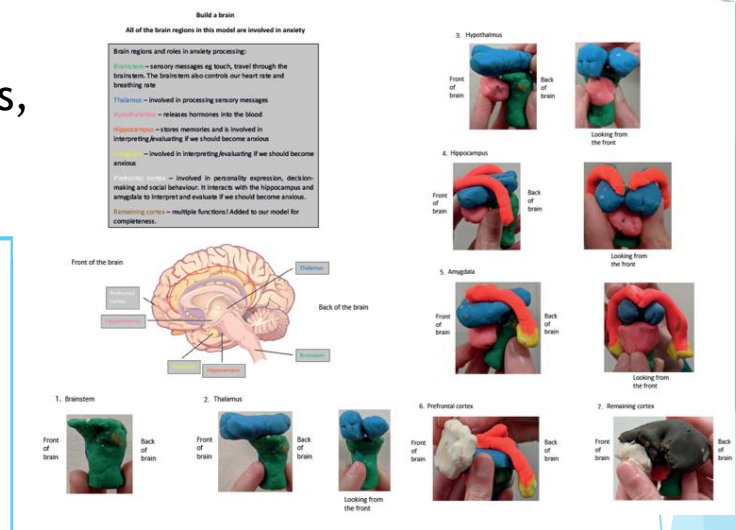 s,
Build a brain
All of the brain regions in this model are involved in anxiety
Brain regions and roles in anxiety processing:
Brainstem – sensory messages eg touch, travel through the
brainstem. The brainstem also controls our heart rate and
breathing rate
Thalamus – involved in processing sensory messages
Hypothalamus – releases hormones into the blood
Hippocampus – stores memories and is involved in
interpreting/evaluating if we should become anxious
Amygdala – involved in interpreting/evaluating if we should become
anxious
Prefrontal cortex – involved in personality expression, decision-
making and social behaviour. It interacts with the hippocampus and
amygdala to interpret and evaluate if we should become anxious.
Remaining cortex – multiple functions! Added to our model for
completeness.
Front of the brain
Thalamus
Prefrontal
cortex
Back of the brain
Hypothalamus
Amygdala
Hippocampus
Brainstem
1. Brainstem
Front
of
brain
Back
of
brain
2. Thalamus
Front
of
brain
Back
of
brain
Looking from
the front
3. Hypothalmus
Front
of
brain
Back
of
brain
Looking from
the front
4. Hippocampus
Front
of
brain
Back
of
brain
Looking from
the front
5. Amygdala
Front
of
brain
Back
of
brain
Looking from
the front
6. Prefrontal cortex
Front
of
brain
Back
of
brain
7. Remaining cortex
Front
of
brain
Back
of
brain